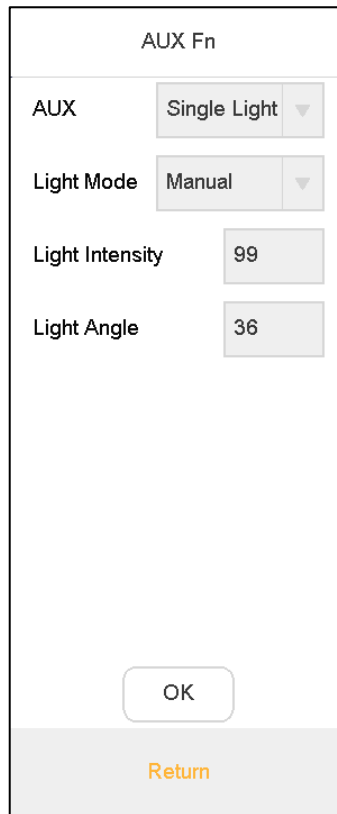 AUX Fn
AUX Single Light
Light Mode Manual
Light Intensity 99
Light Angle 36
OK
Return